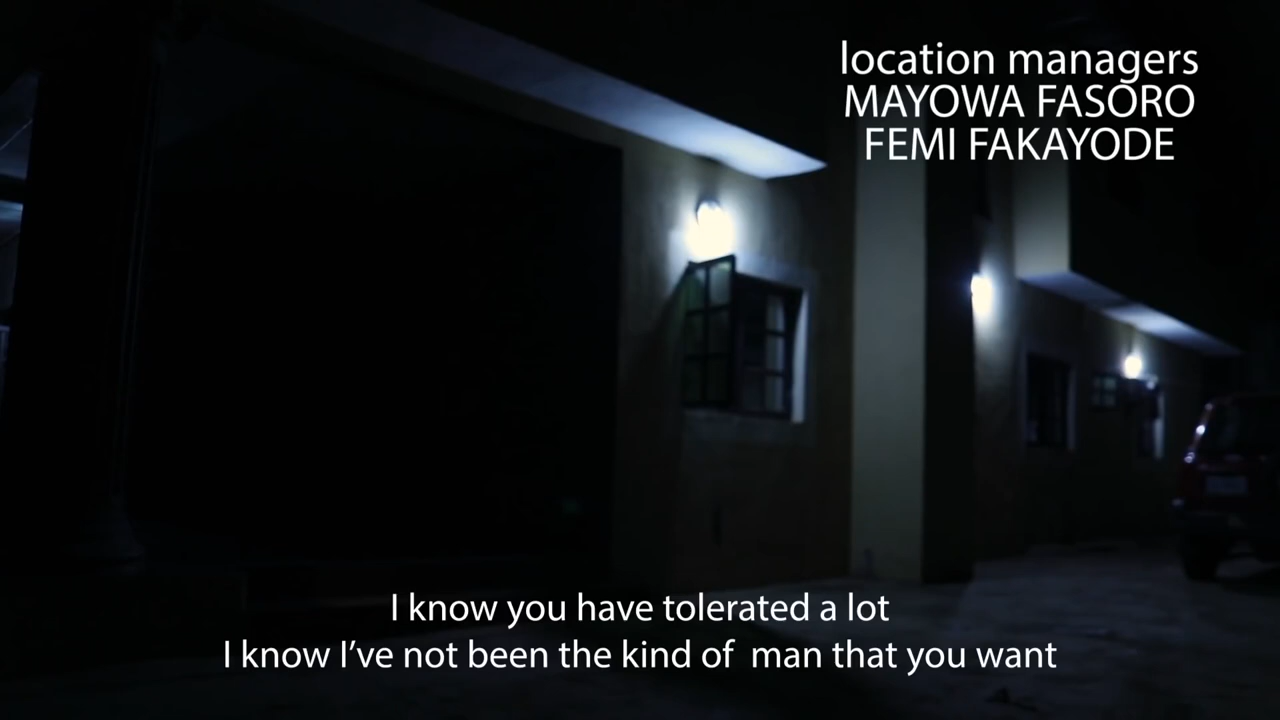 location managers
MAYOWA FASORO
FEMI FAKAYODE
I know you have tolerated a lot
I know I've not been the kind of  man that you want